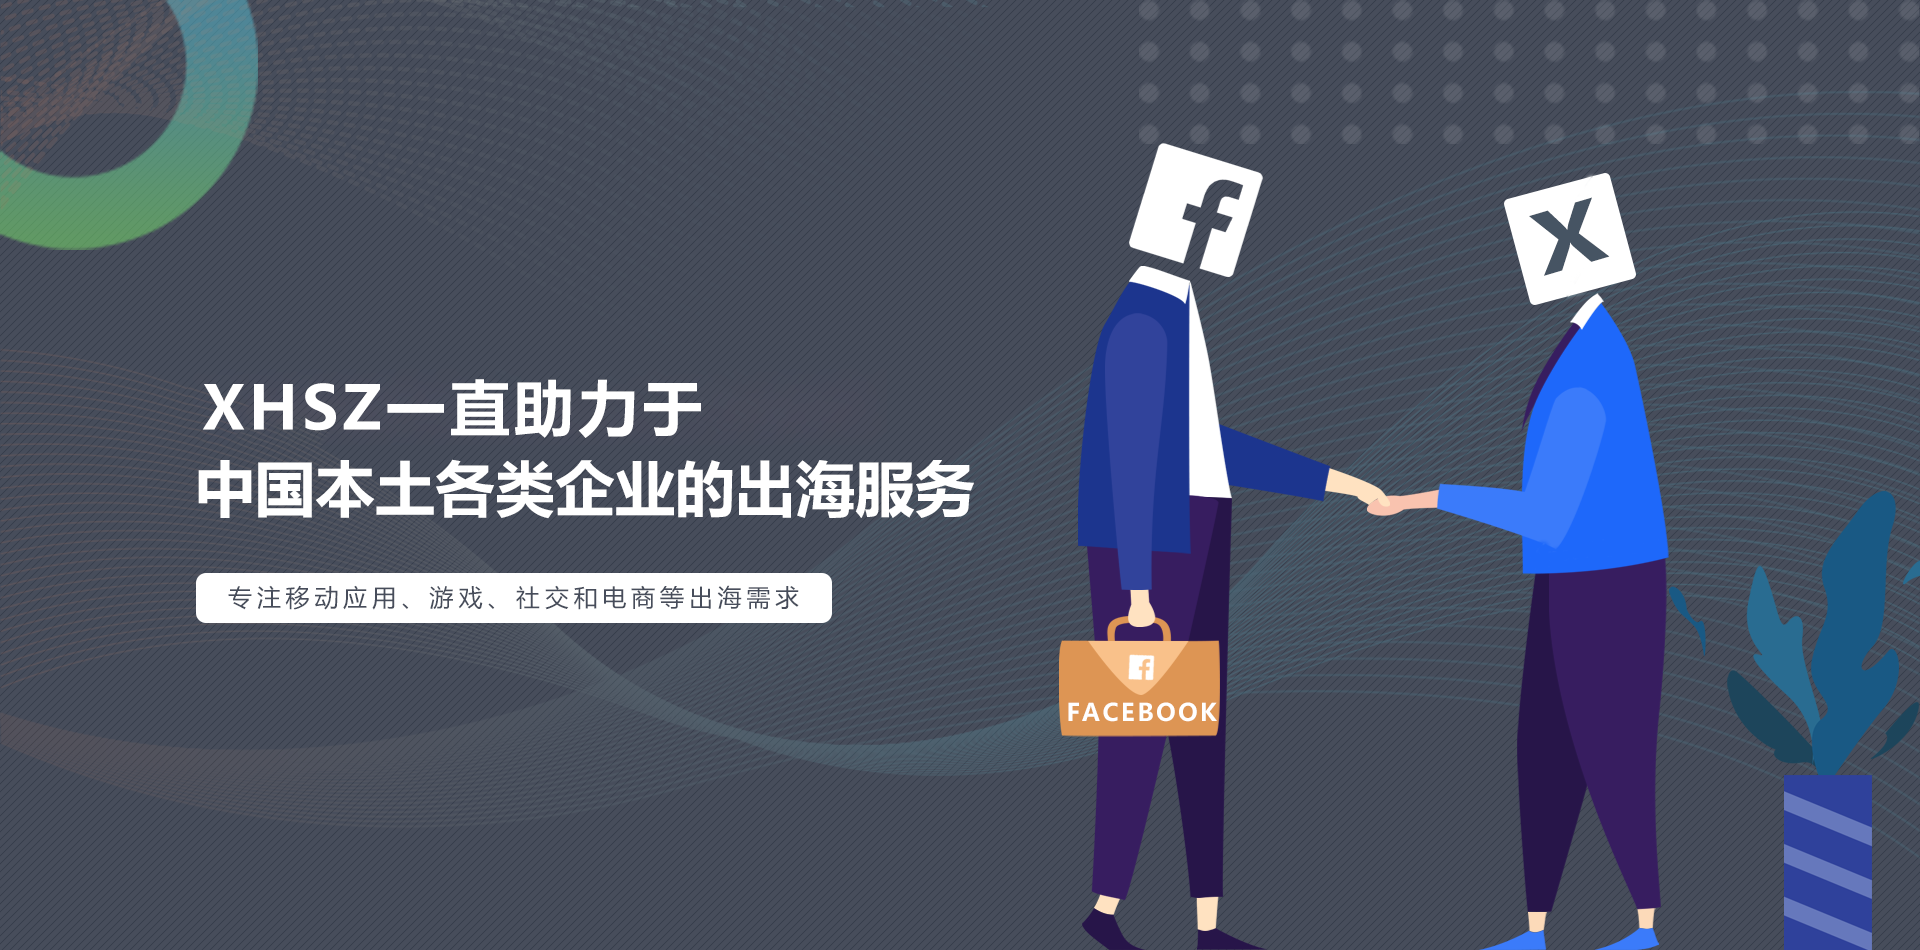 XHSZ一直助力于
中国本土各类企业的出海服务
专注移动应用、游戏、社交和电商等出海需求
f
X
f
FACEBOOK